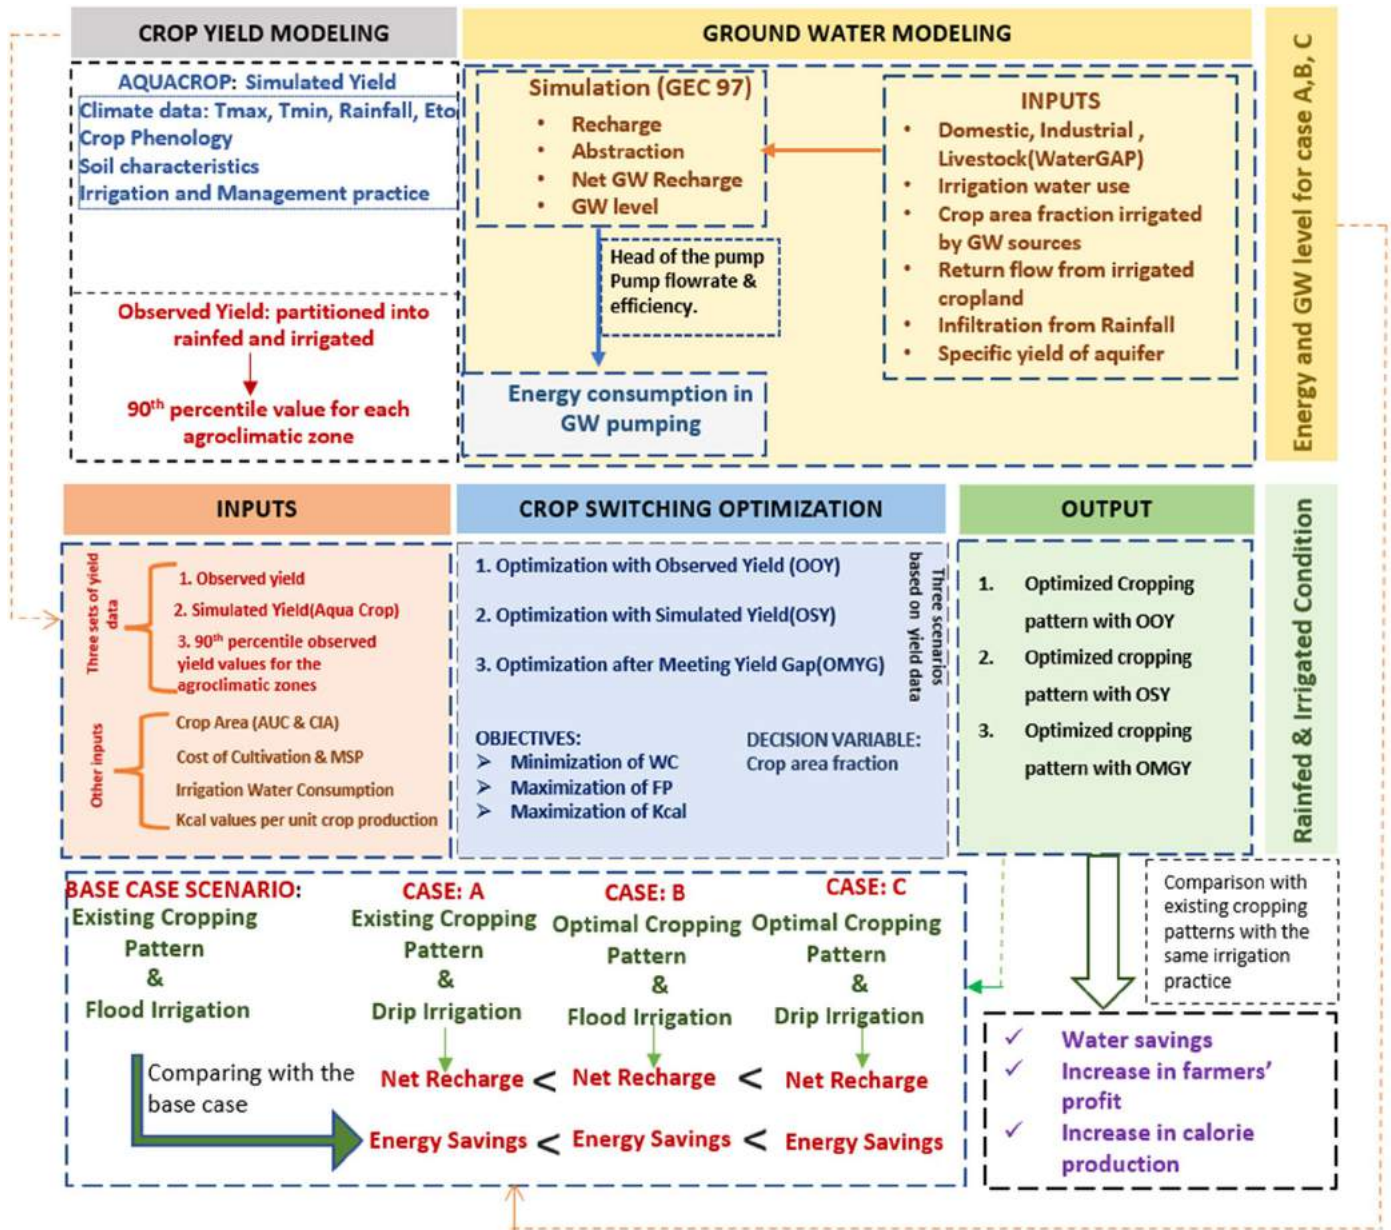 CROP YIELD MODELING
AQUACROP: Simulated Yield
Climate data: Tmax, Tmin, Rainfall, Eto
Crop Phenology
Soil characteristics
Irrigation and Management practice
Observed Yield: partitioned into
rainfed and irrigated
90th percentile value for each
agroclimatic zone
GROUND WATER MODELING
Simulation (GEC 97)
• Recharge
• Abstraction
• Net GW Recharge
• GW level
Head of the pump
Pump flowrate &
efficiency.
Energy consumption in
GW pumping
INPUTS
• Domestic, Industrial ,
Livestock(WaterGAP)
• Irrigation water use
• Crop area fraction irrigated
by GW sources
• Return flow from irrigated
cropland
• Infiltration from Rainfall
• Specific yield of aquifer
Energy and GW level for case A,B, C
INPUTS
Three sets of yield
data
1. Observed yield
2. Simulated Yield(Aqua Crop)
3. 90th percentile observed
yield values for the
agroclimatic zones
Other inputs
Crop Area (AUC & CIA)
Cost of Cultivation & MSP
Irrigation Water Consumption
Kcal values per unit crop production
CROP SWITCHING OPTIMIZATION
1. Optimization with Observed Yield (OOY)
2. Optimization with Simulated Yield(OSY)
3. Optimization after Meeting Yield Gap(OMYG)
Three scenarios
based on yield data
OBJECTIVES:
➢ Minimization of WC
➢ Maximization of FP
➢ Maximization of Kcal
DECISION VARIABLE:
Crop area fraction
OUTPUT
1. Optimized Cropping
pattern with OOY
2. Optimized cropping
pattern with OSY
3. Optimized cropping
pattern with OMGY
Rainfed & Irrigated Condition
BASE CASE SCENARIO:
Existing Cropping
Pattern
&
Flood Irrigation
CASE: A
Existing Cropping
Pattern
&
Drip Irrigation
CASE: B
Optimal Cropping
Pattern
&
Flood Irrigation
CASE: C
Optimal Cropping
Pattern
&
Drip Irrigation
Comparing with the
base case
Net Recharge < Net Recharge < Net Recharge
Energy Savings < Energy Savings < Energy Savings
Comparison with
existing cropping
patterns with the
same irrigation
practice
✓ Water savings
✓ Increase in farmers'
profit
✓ Increase in calorie
production